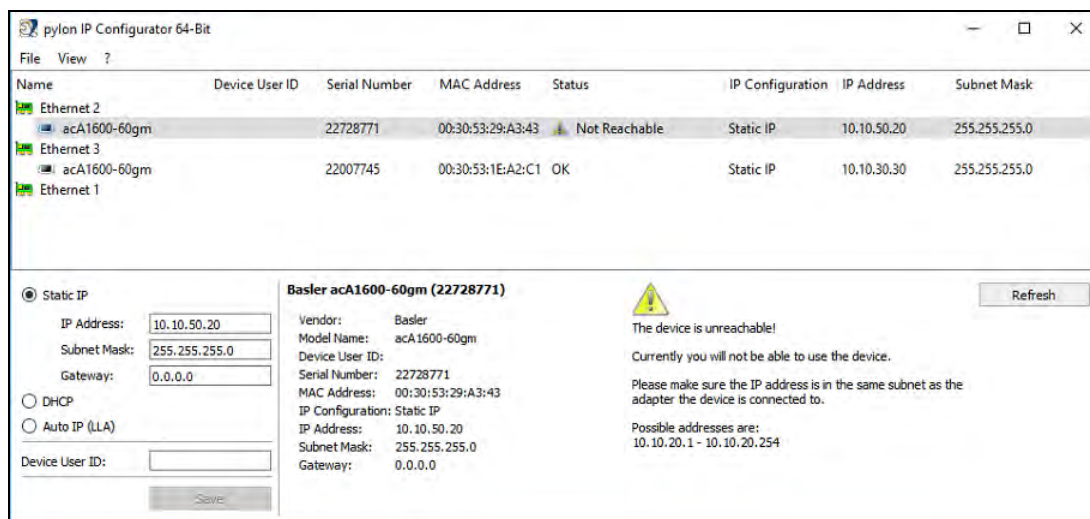 pylon IP Configurator 64-Bit
File View ?
Name Device User ID Serial Number MAC Address Status IP Configuration IP Address Subnet Mask
Ethernet 2
acA1600-60gm 22728771 00:30:53:29:A3:43 Not Reachable Static IP 10.10.50.20 255.255.255.0
Ethernet 3
acA1600-60gm 22007745 00:30:53:1E:A2:C1 OK Static IP 10.10.30.30 255.255.255.0
Ethernet 1
Static IP
IP Address: 10.10.50.20
Subnet Mask: 255.255.255.0
Gateway: 0.0.0.0
DHCP
Auto IP (LLA)
Device User ID:
Save
Basler acA1600-60gm (22728771)
Vendor: Basler
Model Name: acA1600-60gm
Device User ID:
Serial Number: 22728771
MAC Address: 00:30:53:29:A3:43
IP Configuration: Static IP
IP Address: 10.10.50.20
Subnet Mask: 255.255.255.0
Gateway: 0.0.0.0
The device is unreachable!
Currently you will not be able to use the device.
Please make sure the IP address is in the same subnet as the
adapter the device is connected to.
Possible addresses are:
10.10.20.1 - 10.10.20.254
Refresh